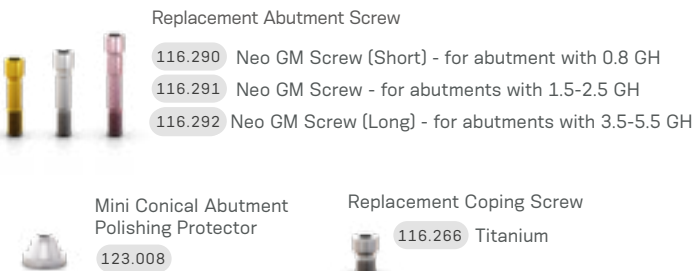 Replacement Abutment Screw
116.290 Neo GM Screw (Short) - for abutment with 0.8 GH
116.291 Neo GM Screw - for abutments with 1.5-2.5 GH
116.292 Neo GM Screw (Long) - for abutments with 3.5-5.5 GH
Mini Conical Abutment
Polishing Protector
123.008
Replacement Coping Screw
116.266 Titanium